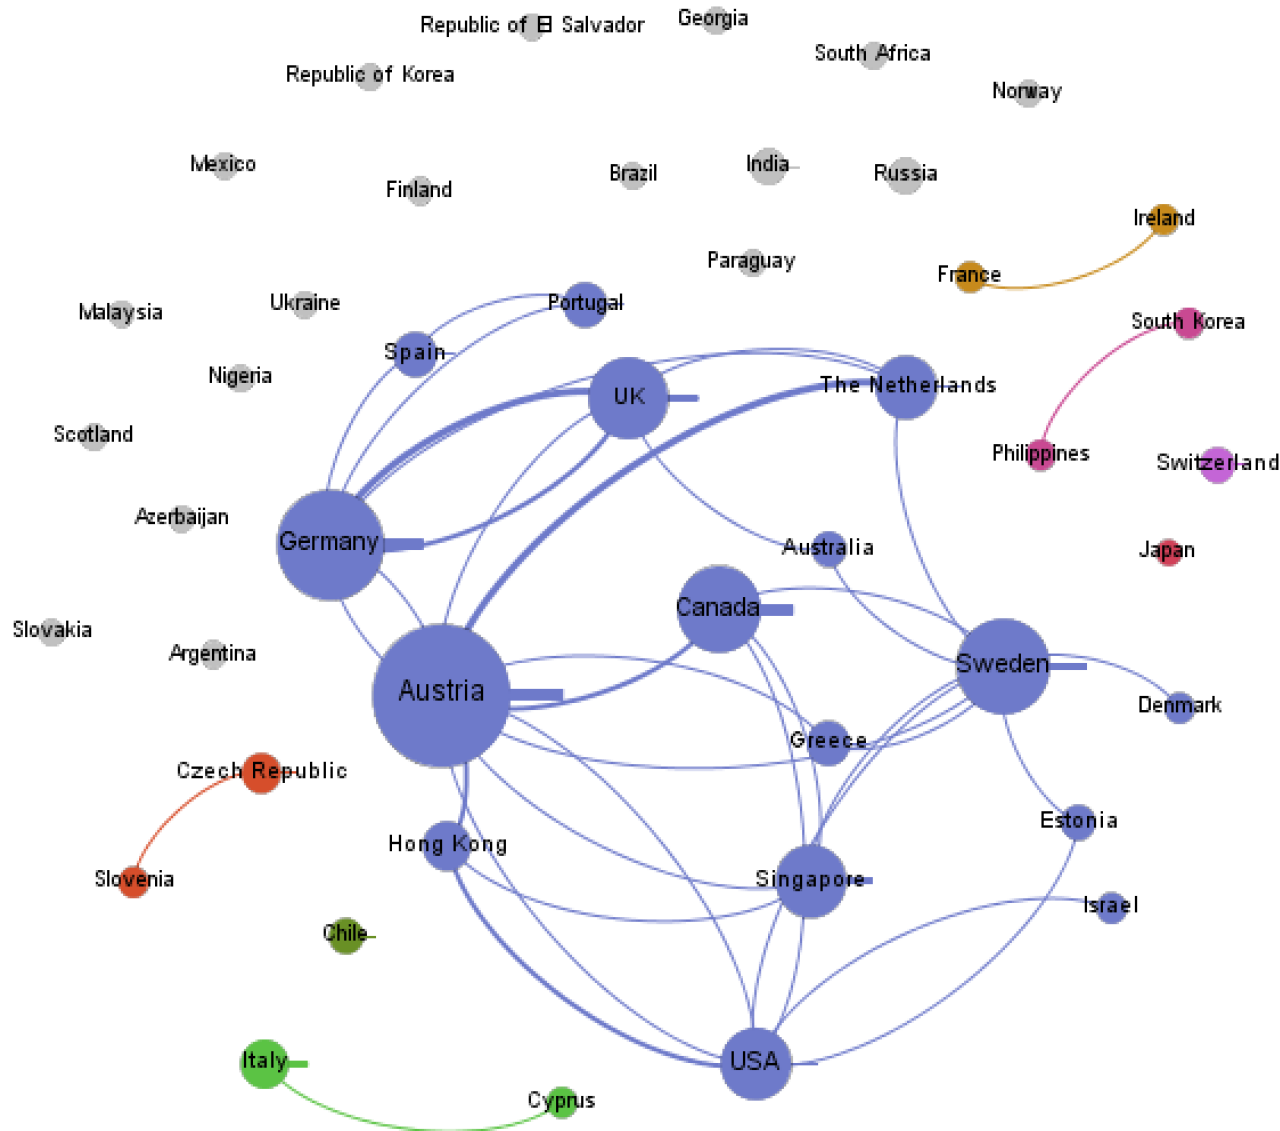 Georgia
Republic of El Salvador
South Africa
Republic of Korea
Norway
Mexico
India
Brazil
Russia
Finland
Ireland
Paraguay
France
Ukraine
Portugal
Malaysia
South Korea
Spain
Nigeria
The Netherlands
UK
Scotland
Philippines
Switzerland
Azerbaijan
Germany
Australia
Japan
Canada
Slovakia
Argentina
Sweden
Austria
Denmark
Greece
Czech Republic
Estonia
Hong Kong
Slovenia
Singapore
Israel
Chile
Italy
USA
Cyprus